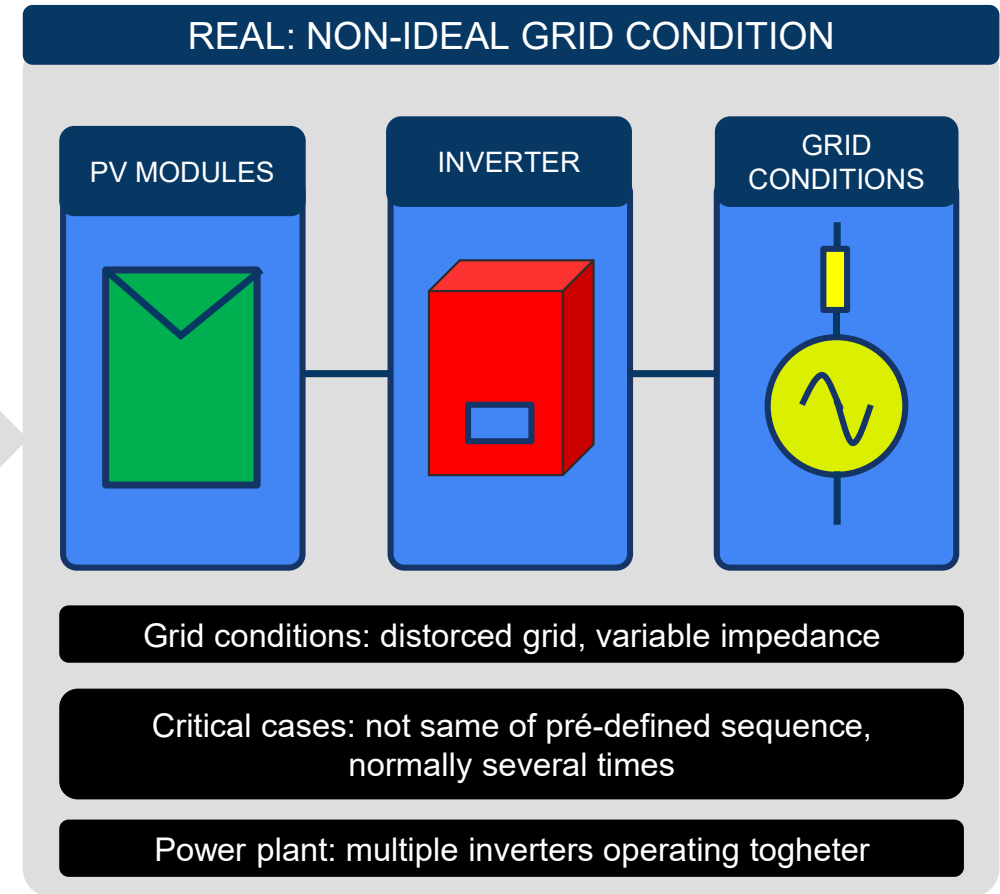 REAL: NON-IDEAL GRID CONDITION
PV MODULES
INVERTER
GRID
CONDITIONS
Grid conditions: distorced grid, variable impedance
Critical cases: not same of pré-defined sequence,
normally several times
Power plant: multiple inverters operating togheter